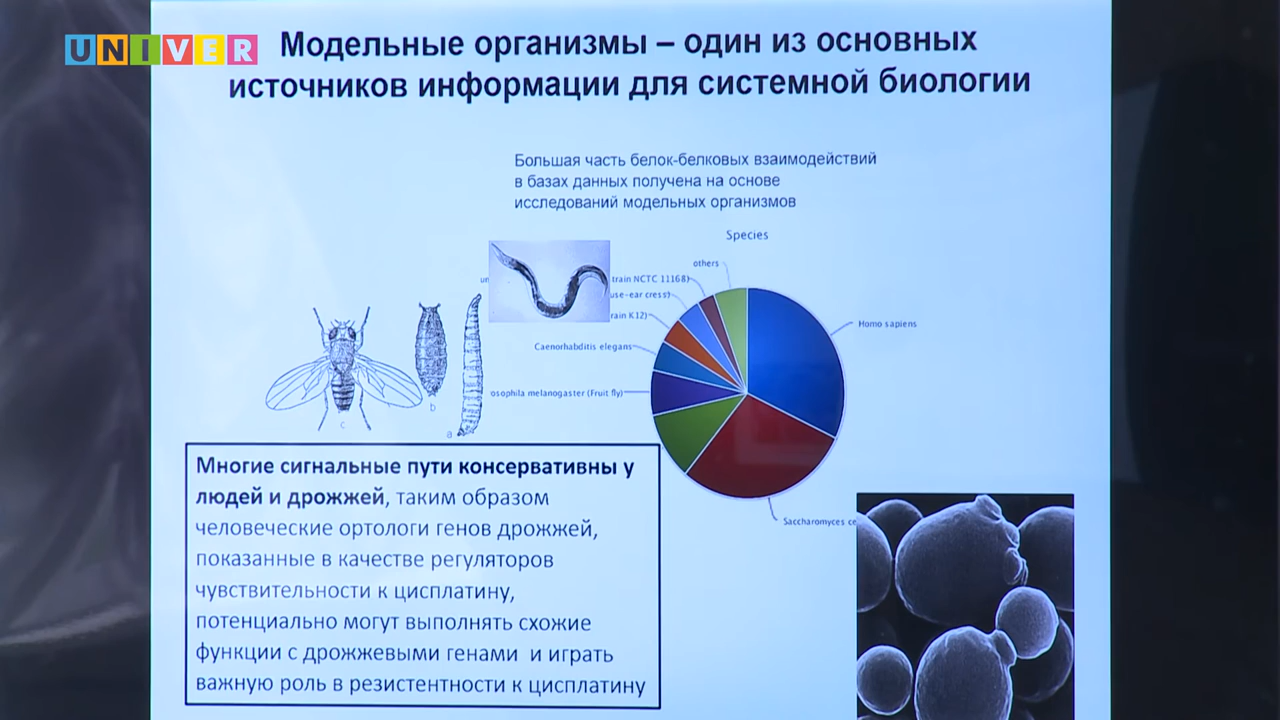 UNIVER
Модельные организмы – один из основных
источников информации для системной биологии
Большая часть белок-белковых взаимодействий
в базах данных получена на основе
исследований модельных организмов
Species
others
un
train NCTC 11168)
use-ear cress)
rain K12)
Homo sapiens
Caenorhabditis elegans
osophila melanogaster (Fruit fly)
Saccharomyces ce
c
b
a
Многие сигнальные пути консервативны у
людей и дрожжей, таким образом
человеческие ортологи генов дрожжей,
показанные в качестве регуляторов
чувствительности к цисплатину,
потенциально могут выполнять схожие
функции с дрожжевыми генами и играть
важную роль в резистентности к цисплатину